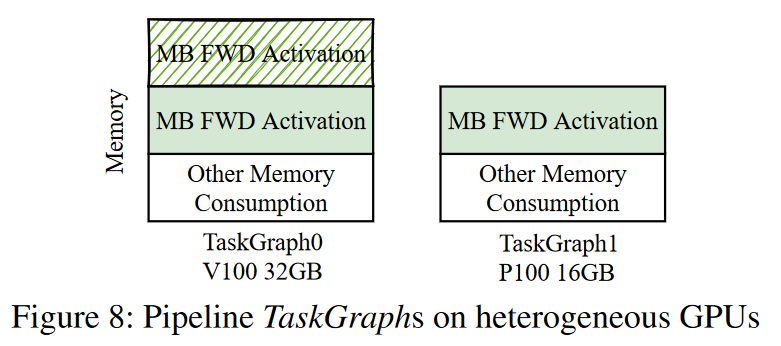 MB FWD Activation
MB FWD Activation
Other Memory
Consumption
TaskGraph0
V100 32GB
Memory
MB FWD Activation
Other Memory
Consumption
TaskGraph1
P100 16GB
Figure 8: Pipeline TaskGraphs on heterogeneous GPUs